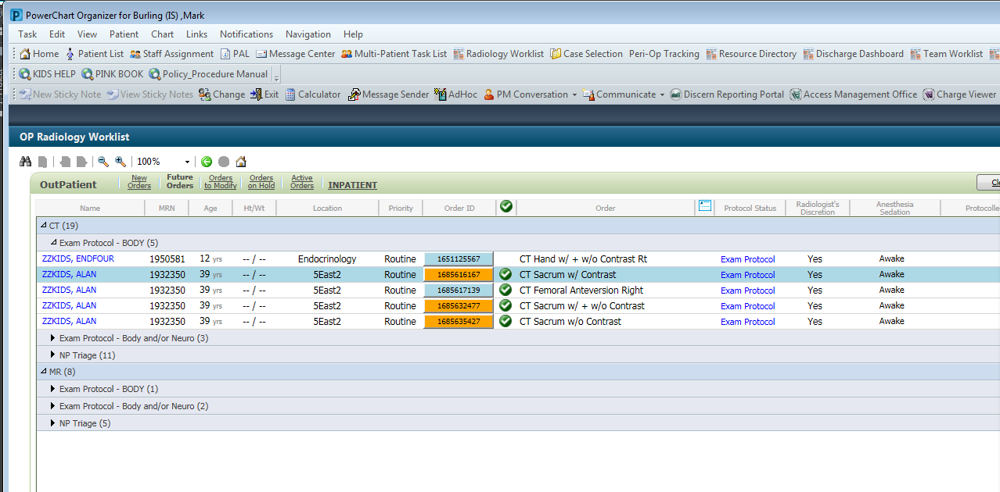 PowerChart Organizer for Burling (IS) ,Mark
Task Edit View Patient Chart Links Notifications Navigation Help
Home Patient List Staff Assignment PAL Message Center Multi-Patient Task List Radiology Worklist Case Selection Peri-Op Tracking Resource Directory Discharge Dashboard Team Worklist
KIDS HELP PINK BOOK Policy_Procedure Manual
New Sticky Note View Sticky Notes Change Exit Calculator Message Sender AdHoc PM Conversation Communicate Discern Reporting Portal Access Management Office Charge Viewer
OP Radiology Worklist
100%
OutPatient New Orders Future Orders Orders to Modify Orders on Hold Active Orders INPATIENT
Name MRN Age Ht/Wt Location Priority Order ID Order Protocol Status Radiologist's Discretion Anesthesia Sedation Protocolle
CT (19)
Exam Protocol - BODY (5)
ZZKIDS, ENDFOUR 1950581 12 yrs -- / -- Endocrinology Routine 1651125567 CT Hand w/ + w/o Contrast Rt Exam Protocol Yes Awake
ZZKIDS, ALAN 1932350 39 yrs -- / -- 5East2 Routine 1685616167 CT Sacrum w/ Contrast Exam Protocol Yes Awake
ZZKIDS, ALAN 1932350 39 yrs -- / -- 5East2 Routine 1685617139 CT Femoral Anteversion Right Exam Protocol Yes Awake
ZZKIDS, ALAN 1932350 39 yrs -- / -- 5East2 Routine 1685632477 CT Sacrum w/ + w/o Contrast Exam Protocol Yes Awake
ZZKIDS, ALAN 1932350 39 yrs -- / -- 5East2 Routine 1685635427 CT Sacrum w/o Contrast Exam Protocol Yes Awake
Exam Protocol - Body and/or Neuro (3)
NP Triage (11)
MR (8)
Exam Protocol - BODY (1)
Exam Protocol - Body and/or Neuro (2)
NP Triage (5)